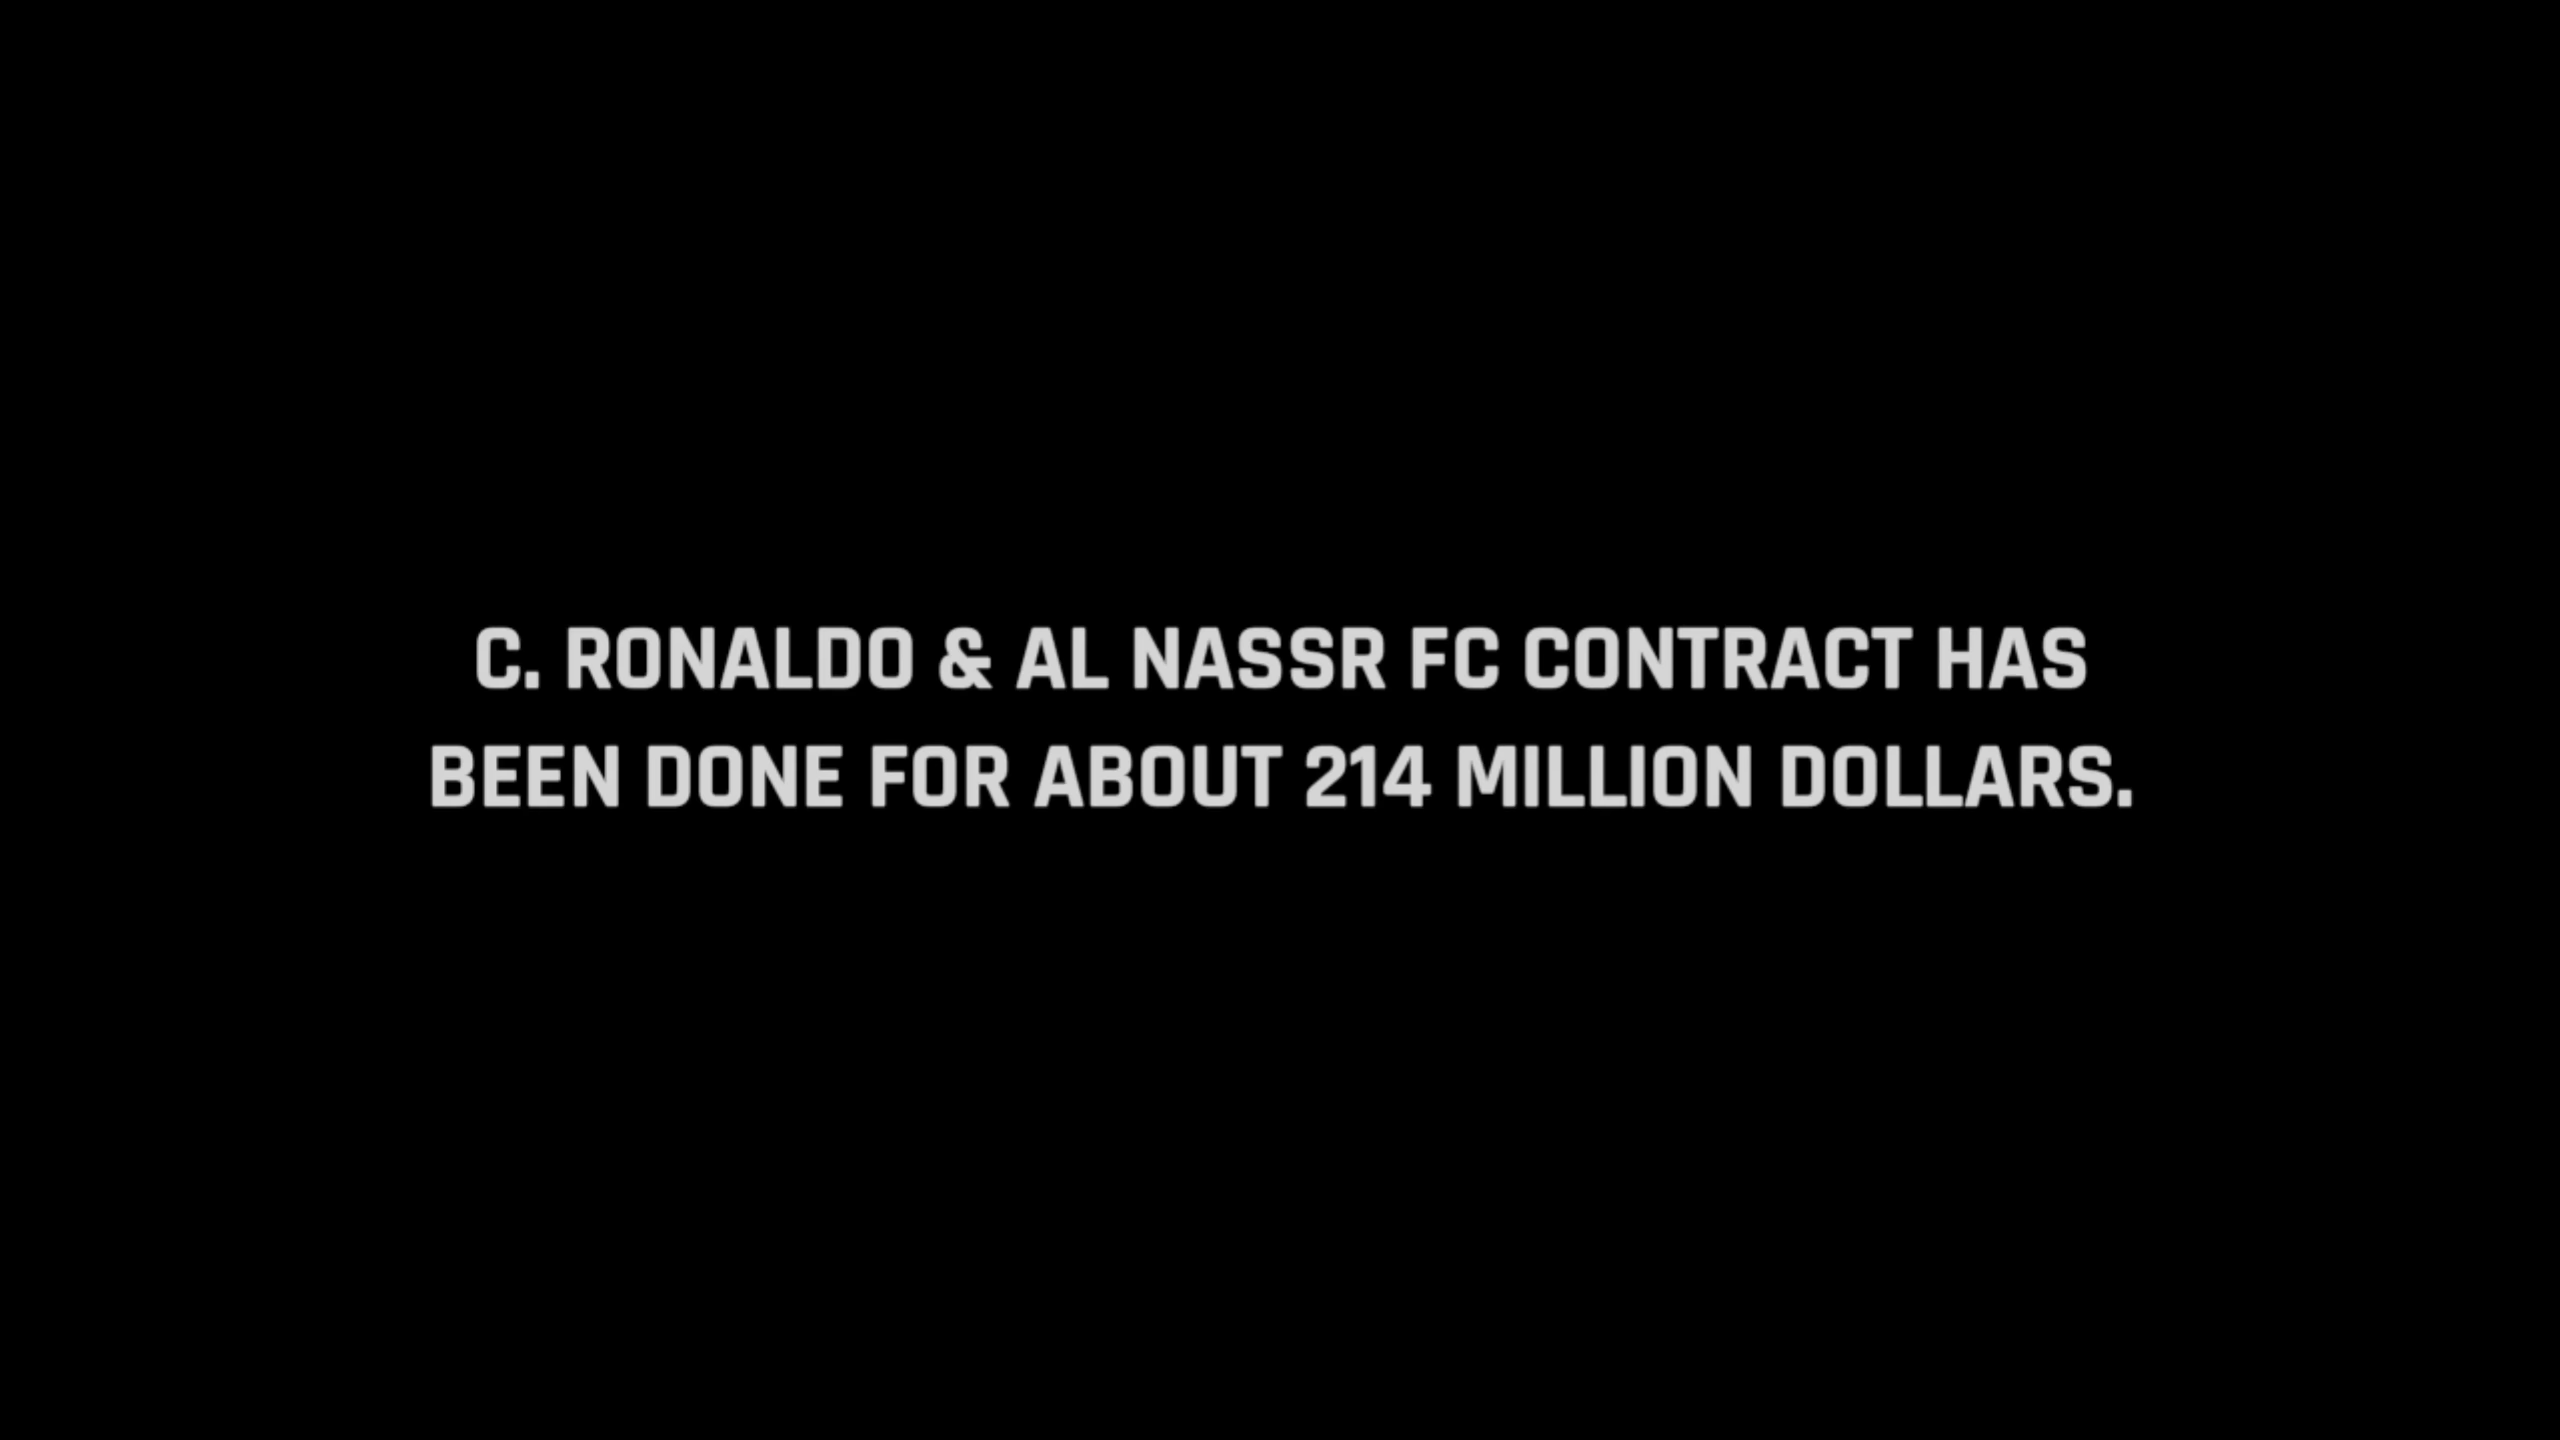 C. RONALDO & AL NASSR FC CONTRACT HAS
BEEN DONE FOR ABOUT 214 MILLION DOLLARS.